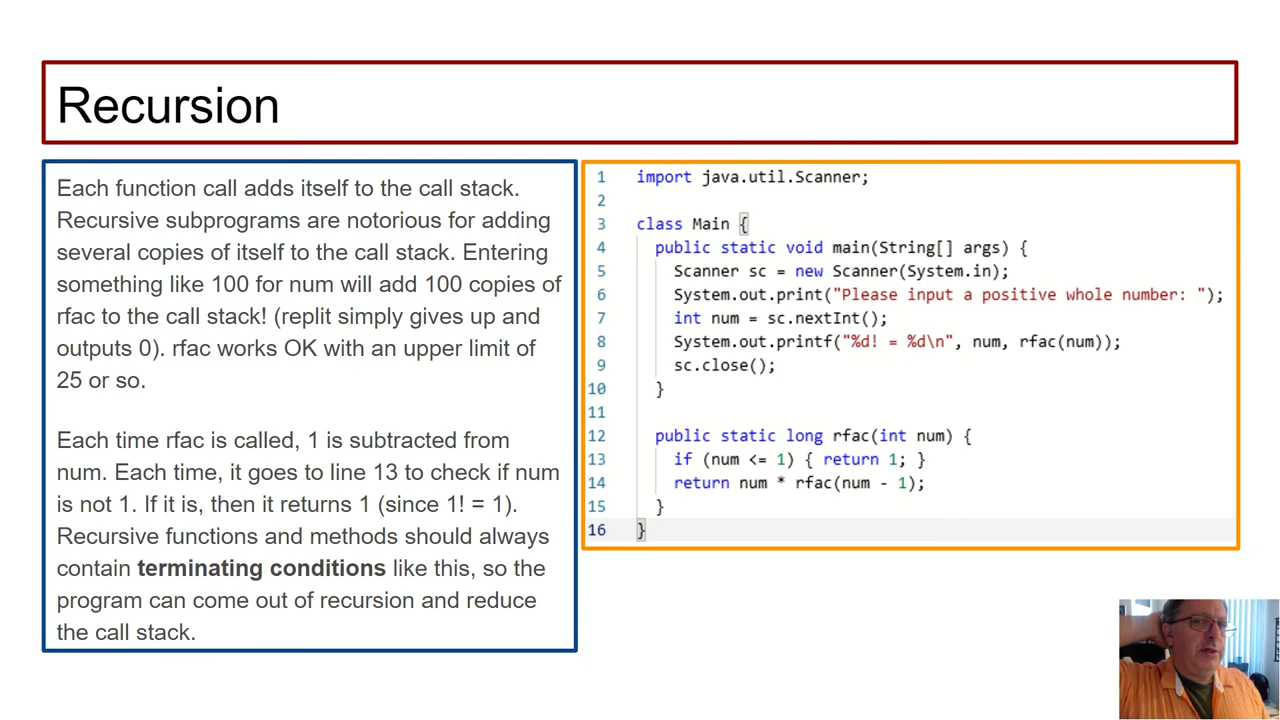 Recursion
Each function call adds itself to the call stack.
Recursive subprograms are notorious for adding
several copies of itself to the call stack. Entering
something like 100 for num will add 100 copies of
rfac to the call stack! (replit simply gives up and
outputs 0). rfac works OK with an upper limit of
25 or so.
Each time rfac is called, 1 is subtracted from
num. Each time, it goes to line 13 to check if num
is not 1. If it is, then it returns 1 (since 1! = 1).
Recursive functions and methods should always
contain terminating conditions like this, so the
program can come out of recursion and reduce
the call stack.
1 import java.util.Scanner;
2
3 class Main {
4 public static void main(String[] args) {
5 Scanner sc = new Scanner(System.in);
6 System.out.print("Please input a positive whole number: ");
7 int num = sc.nextInt();
8 System.out.printf("%d! = %d\n", num, rfac(num));
9 sc.close();
10 }
11
12 public static long rfac(int num) {
13 if (num <= 1) { return 1; }
14 return num * rfac(num - 1);
15 }
16 }